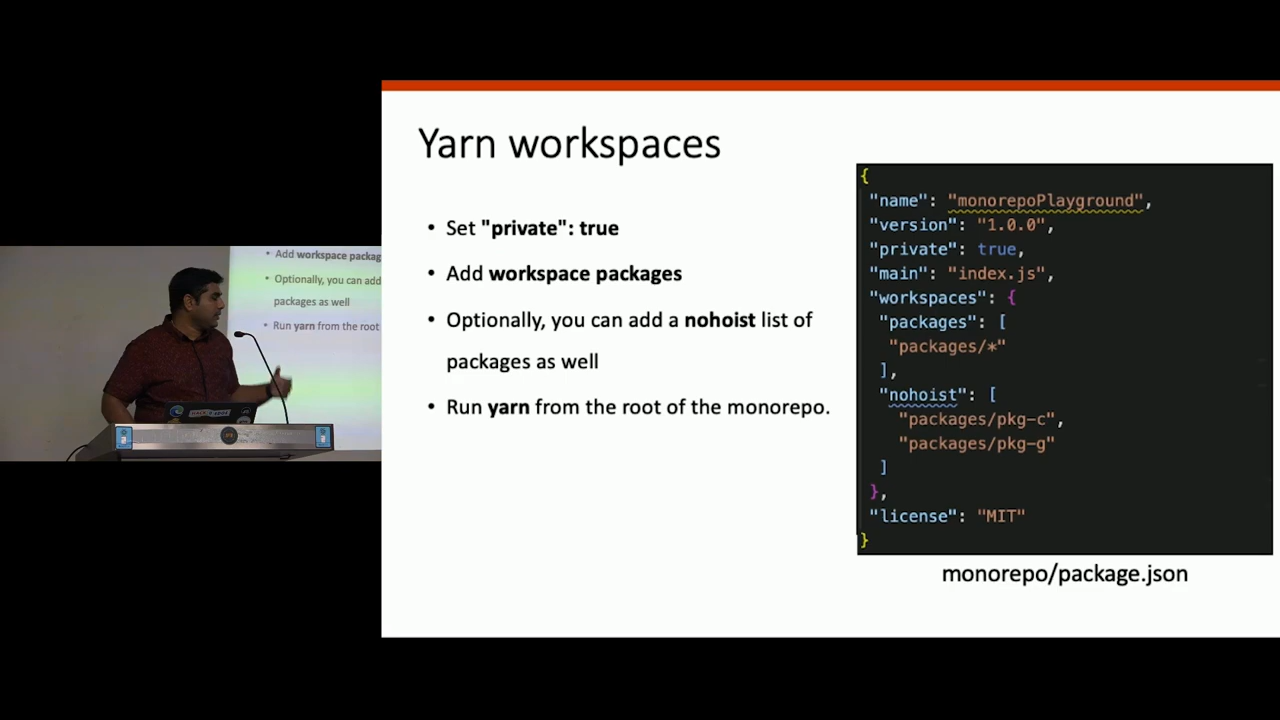 Yarn workspaces
• Set "private": true
• Add workspace packages
• Optionally, you can add a nohoist list of
packages as well
• Run yarn from the root of the monorepo.
{
"name": "monorepoPlayground",
"version": "1.0.0",
"private": true,
"main": "index.js",
"workspaces": {
"packages": [
"packages/*"
],
"nohoist": [
"packages/pkg-c",
"packages/pkg-g"
]
},
"license": "MIT"
}
monorepo/package.json
• Add workspace packag
• Optionally, you can add
packages as well
• Run yarn from the root